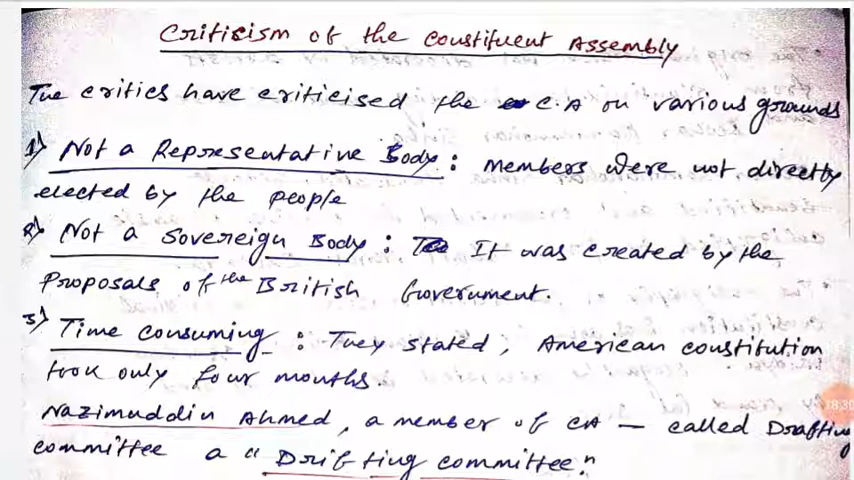 Criticism of the constituent Assembly
The critics have criticised the C.A on various grounds
1) Not a Representative Body : Members were not directly
elected by the people
2) Not a Sovereign Body : It was created by the
Proposals of the British Government.
3) Time consuming : They stated, American constitution
took only four months.
Nazimuddin Ahmed, a member of CA — called Drafting
committee a "Drifting committee."
18:30